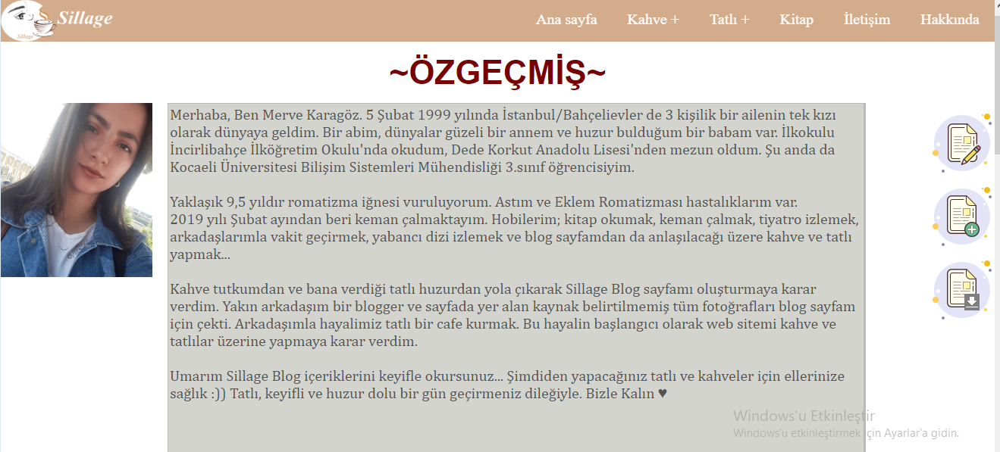 Sillage
Sillage
Ana sayfa Kahve + Tatlı + Kitap İletişim Hakkında
~ÖZGEÇMİŞ~
Merhaba, Ben Merve Karagöz. 5 Şubat 1999 yılında İstanbul/Bahçelievler de 3 kişilik bir ailenin tek kızı
olarak dünyaya geldim. Bir abim, dünyalar güzeli bir annem ve huzur bulduğum bir babam var. İlkokulu
İncirlibahçe İlköğretim Okulu'nda okudum, Dede Korkut Anadolu Lisesi'nden mezun oldum. Şu anda da
Kocaeli Üniversitesi Bilişim Sistemleri Mühendisliği 3.sınıf öğrencisiyim.
Yaklaşık 9,5 yıldır romatizma iğnesi vuruluyorum. Astım ve Eklem Romatizması hastalıklarım var.
2019 yılı Şubat ayından beri keman çalmaktayım. Hobilerim; kitap okumak, keman çalmak, tiyatro izlemek,
arkadaşlarımla vakit geçirmek, yabancı dizi izlemek ve blog sayfamdan da anlaşılacağı üzere kahve ve tatlı
yapmak...
Kahve tutkumdan ve bana verdiği tatlı huzurdan yola çıkarak Sillage Blog sayfamı oluşturmaya karar
verdim. Yakın arkadaşım bir blogger ve sayfada yer alan kaynak belirtilmemiş tüm fotoğrafları blog sayfam
için çekti. Arkadaşımla hayalimiz tatlı bir cafe kurmak. Bu hayalin başlangıcı olarak web sitemi kahve ve
tatlılar üzerine yapmaya karar verdim.
Umarım Sillage Blog içeriklerini keyifle okursunuz... Şimdiden yapacağınız tatlı ve kahveler için ellerinize
sağlık :)) Tatlı, keyifli ve huzur dolu bir gün geçirmeniz dileğiyle. Bizle Kalın ♥
Windows'u Etkinleştir
Windows'u etkinleştirmek için Ayarlar'a gidin.